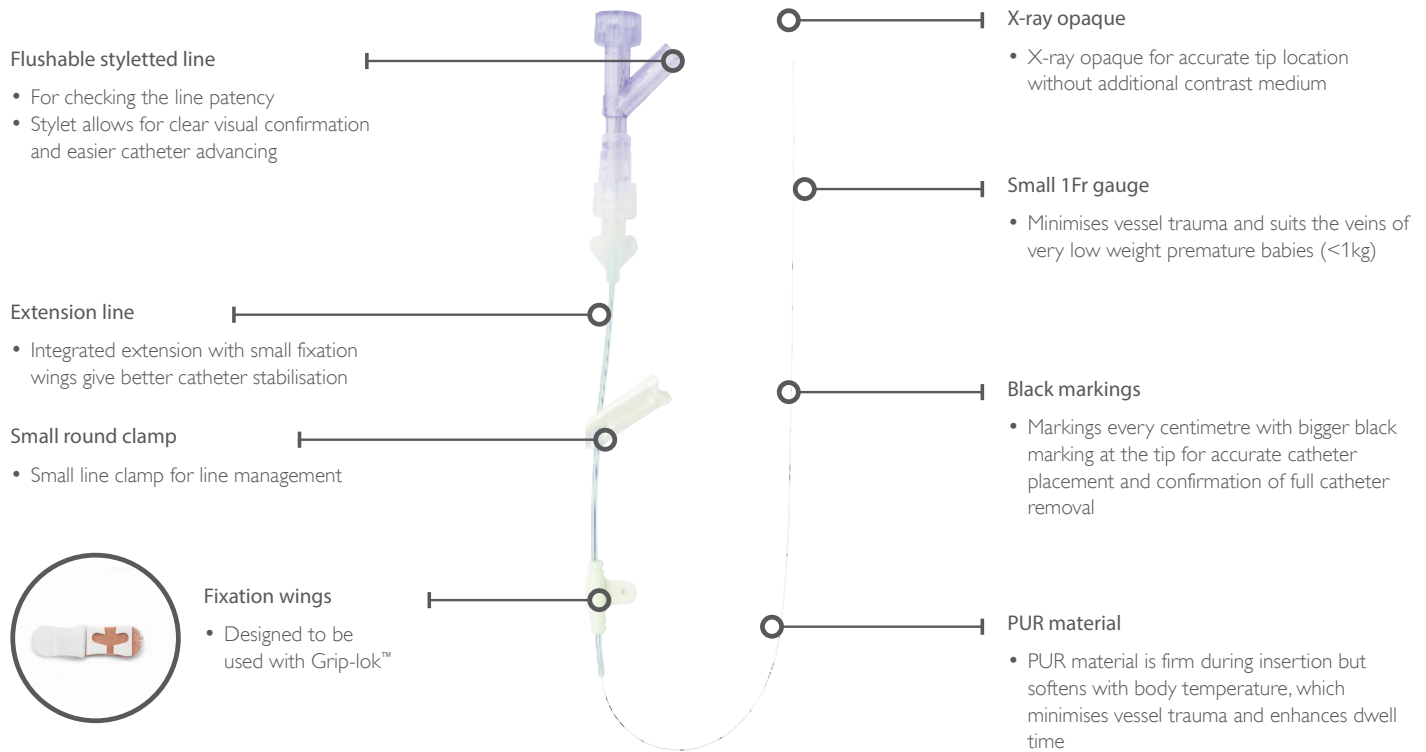 Flushable styletted line
• For checking the line patency
• Stylet allows for clear visual confirmation
and easier catheter advancing
Extension line
• Integrated extension with small fixation
wings give better catheter stabilisation
Small round clamp
• Small line clamp for line management
Fixation wings
• Designed to be
used with Grip-lok™
X-ray opaque
• X-ray opaque for accurate tip location
without additional contrast medium
Small 1Fr gauge
• Minimises vessel trauma and suits the veins of
very low weight premature babies (<1kg)
Black markings
• Markings every centimetre with bigger black
marking at the tip for accurate catheter
placement and confirmation of full catheter
removal
PUR material
• PUR material is firm during insertion but
softens with body temperature, which
minimises vessel trauma and enhances dwell
time